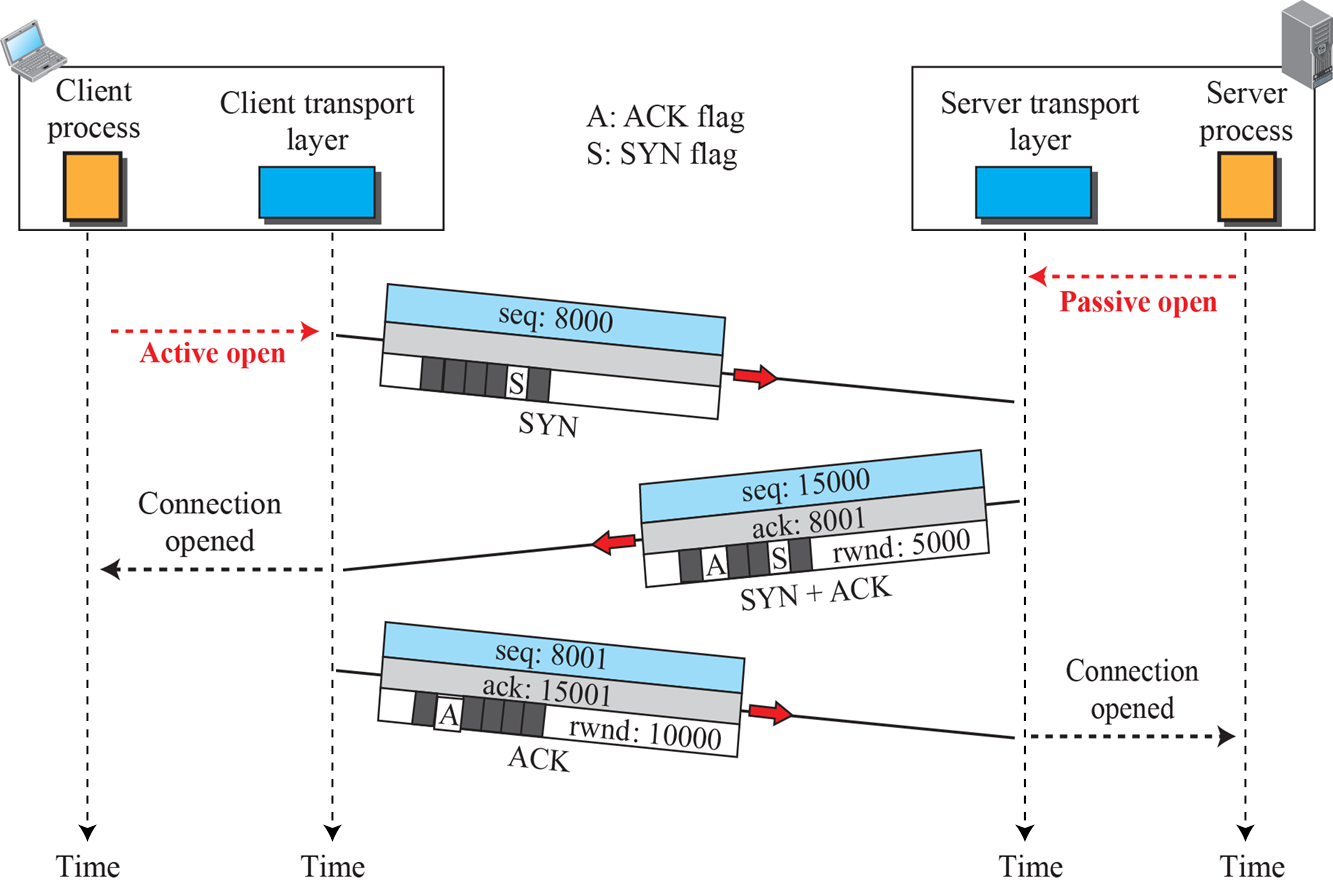 Client
process
Client transport
layer
A: ACK flag
S: SYN flag
Server transport
layer
Server
process
Passive open
Active open
seq: 8000
S
SYN
Connection
opened
seq: 15000
ack: 8001
A
S
rwnd: 5000
SYN + ACK
seq: 8001
ack: 15001
A
rwnd: 10000
ACK
Connection
opened
Time
Time
Time
Time